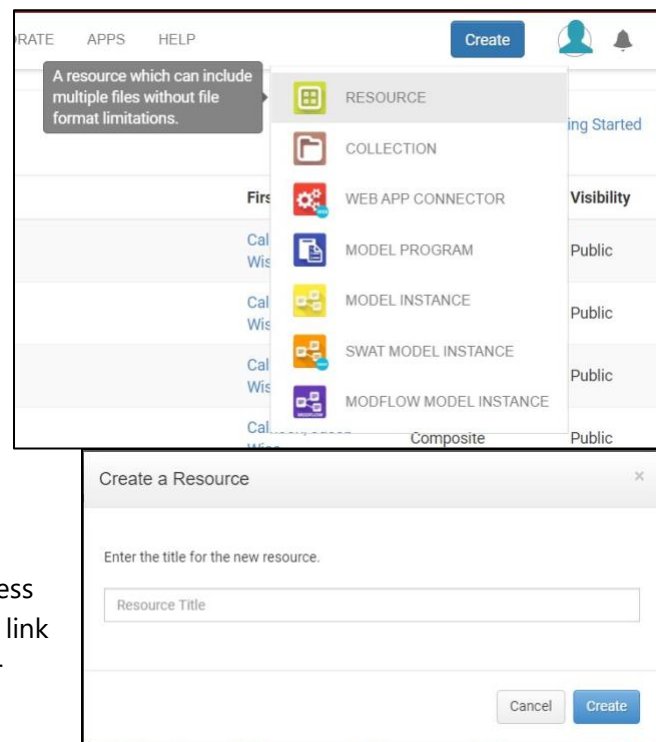 APPS HELP Create
A resource which can include
multiple files without file
format limitations.
RESOURCE
COLLECTION
WEB APP CONNECTOR
MODEL PROGRAM
MODEL INSTANCE
SWAT MODEL INSTANCE
MODFLOW MODEL INSTANCE
MODFLOW
ing Started
Firs Visibility
Cal
Wis
Public
Cal
Wis
Public
Cal
Wis
Public
Composite Public
Create a Resource ×
Enter the title for the new resource.
Resource Title
Cancel Create
ess
link